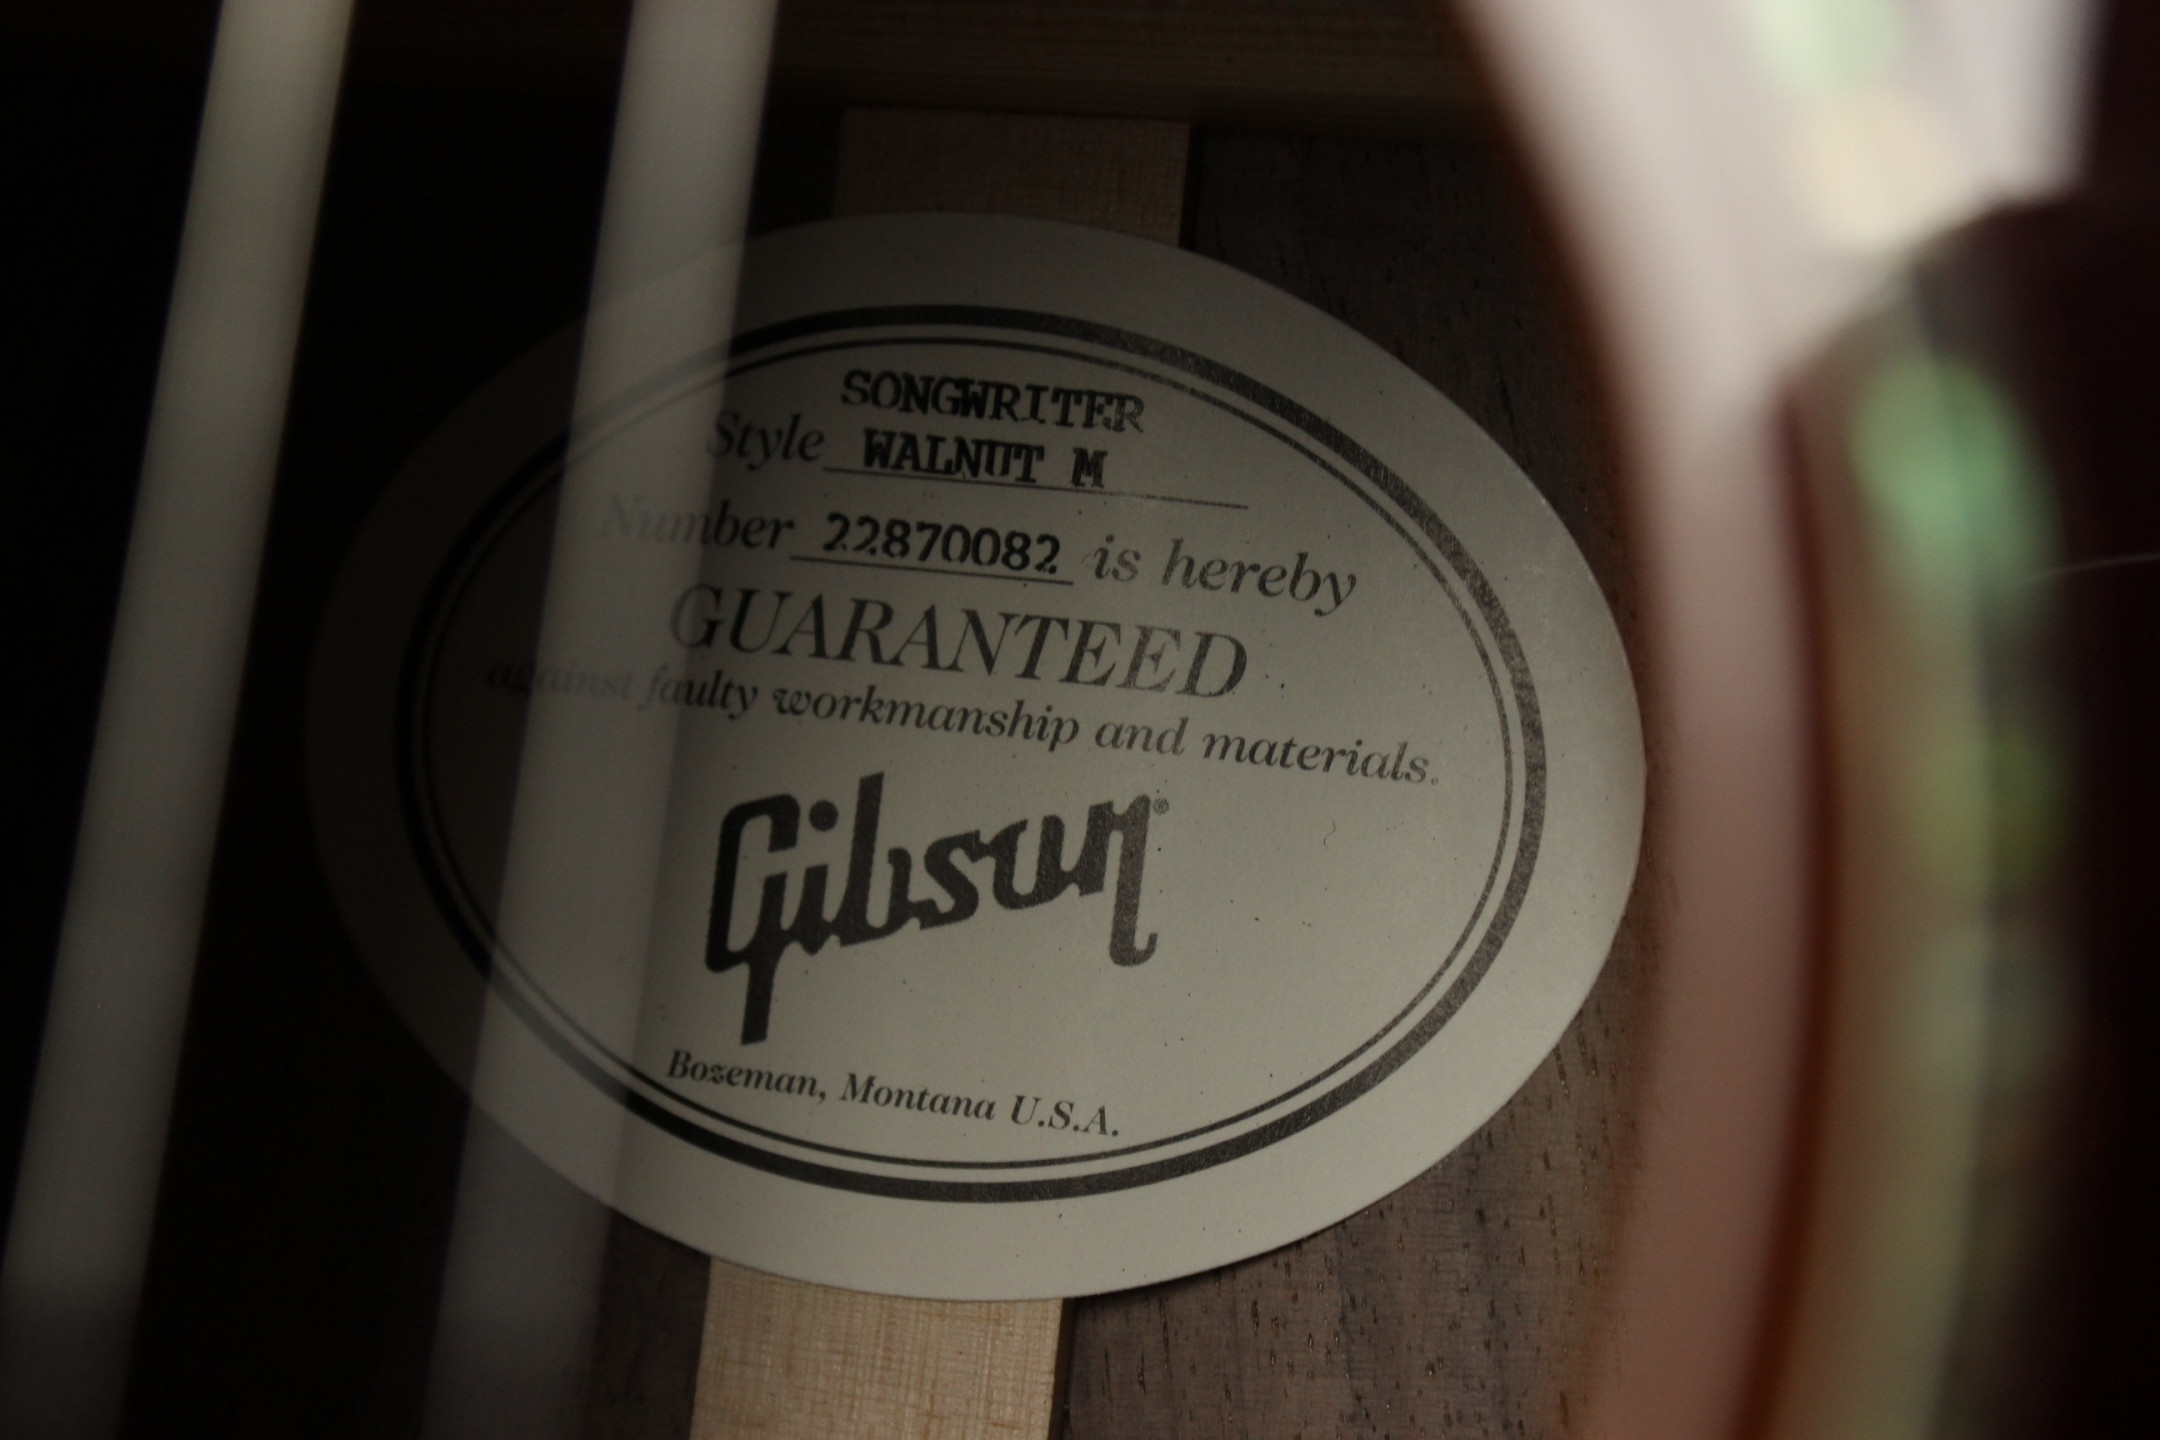 SONGWRITER
Style WALNUT M
Number 22870082 is hereby
GUARANTEED
against faulty workmanship and materials.
Gibson®
Bozeman, Montana U.S.A.